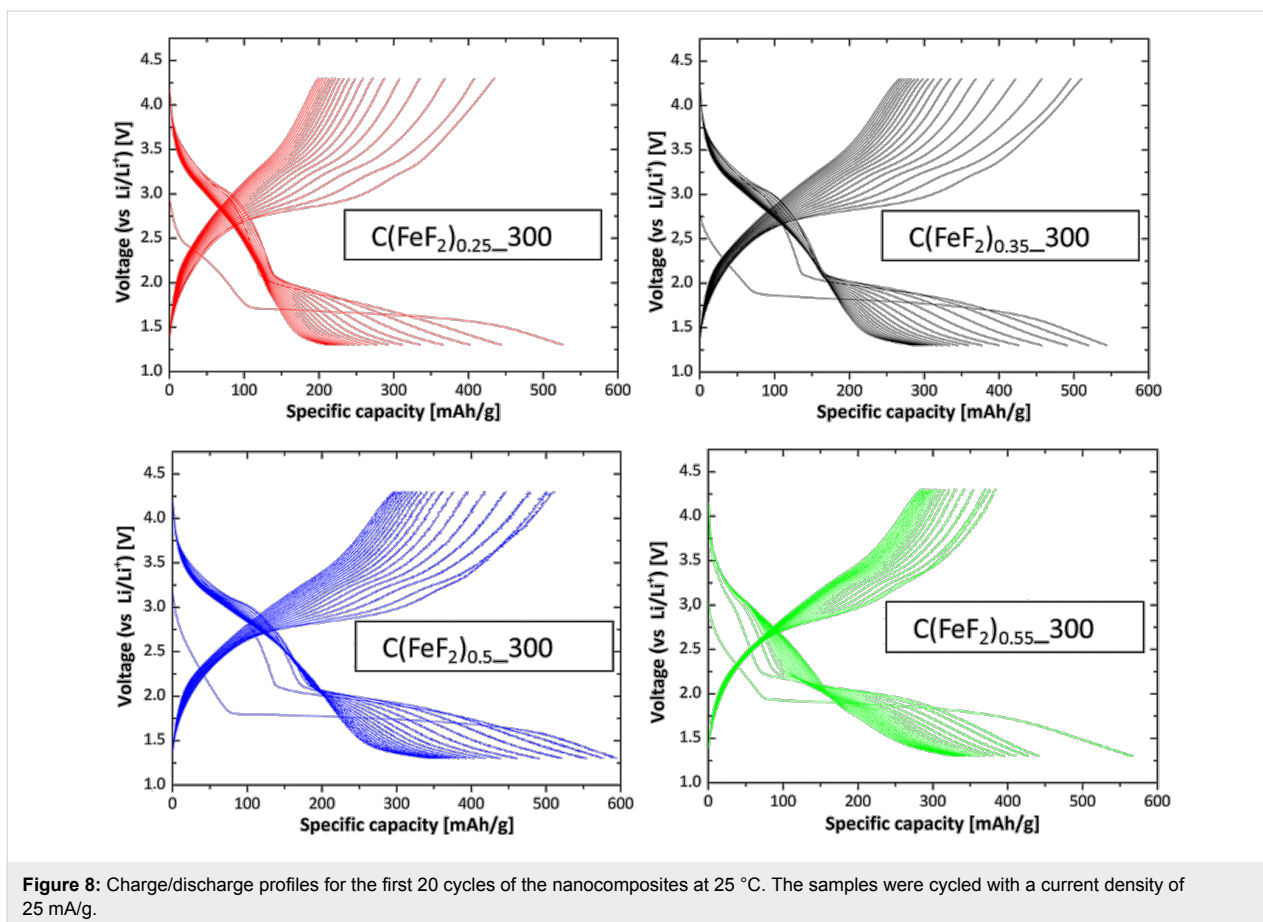 4.5
4.0
3.5
3.0
2.5
2.0
1.5
1.0
Voltage (vs Li/Li⁺) [V]
C(FeF₂)₀.₂₅_300
0 100 200 300 400 500 600
Specific capacity [mAh/g]
4.5
4.0
3.5
3.0
2.5
2.0
1.5
1.0
Voltage (vs Li/Li⁺) [V]
C(FeF₂)₀.₃₅_300
0 100 200 300 400 500 600
Specific capacity [mAh/g]
4.5
4.0
3.5
3.0
2.5
2.0
1.5
1.0
Voltage (vs Li/Li⁺) [V]
C(FeF₂)₀.₅_300
0 100 200 300 400 500 600
Specific capacity [mAh/g]
4.5
4.0
3.5
3.0
2.5
2.0
1.5
1.0
Voltage (vs Li/Li⁺) [V]
C(FeF₂)₀.₅₅_300
0 100 200 300 400 500 600
Specific capacity [mAh/g]
Figure 8: Charge/discharge profiles for the first 20 cycles of the nanocomposites at 25 °C. The samples were cycled with a current density of
25 mA/g.